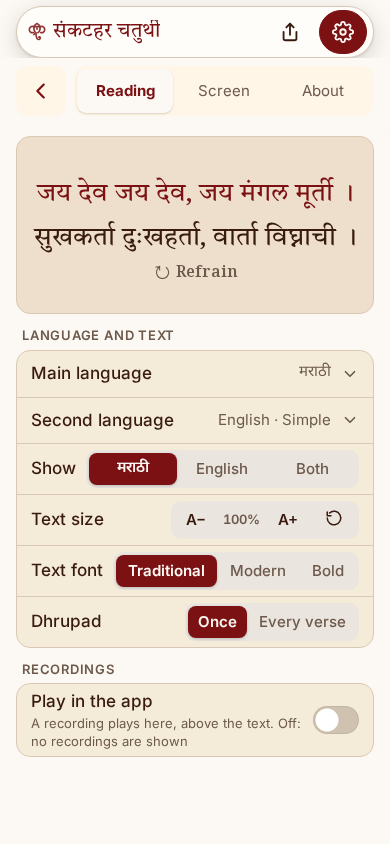 संकटहर चतुर्थी
Reading Screen About
जय देव जय देव, जय मंगल मूर्ती ।
सुखकर्ता दुःखहर्ता, वार्ता विघ्नाची ।
Refrain
LANGUAGE AND TEXT
Main language मराठी
Second language English · Simple
Show मराठी English Both
Text size A− 100% A+
Text font Traditional Modern Bold
Dhrupad Once Every verse
RECORDINGS
Play in the app
A recording plays here, above the text. Off:
no recordings are shown